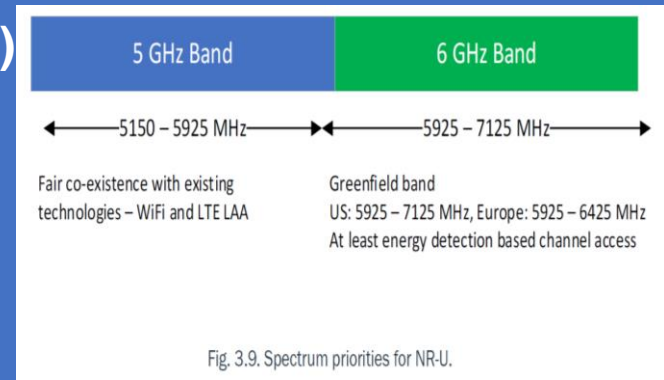 )
5 GHz Band
6 GHz Band
5150 – 5925 MHz
5925 – 7125 MHz
Fair co-existence with existing
technologies – WiFi and LTE LAA
Greenfield band
US: 5925 – 7125 MHz, Europe: 5925 – 6425 MHz
At least energy detection based channel access
Fig. 3.9. Spectrum priorities for NR-U.